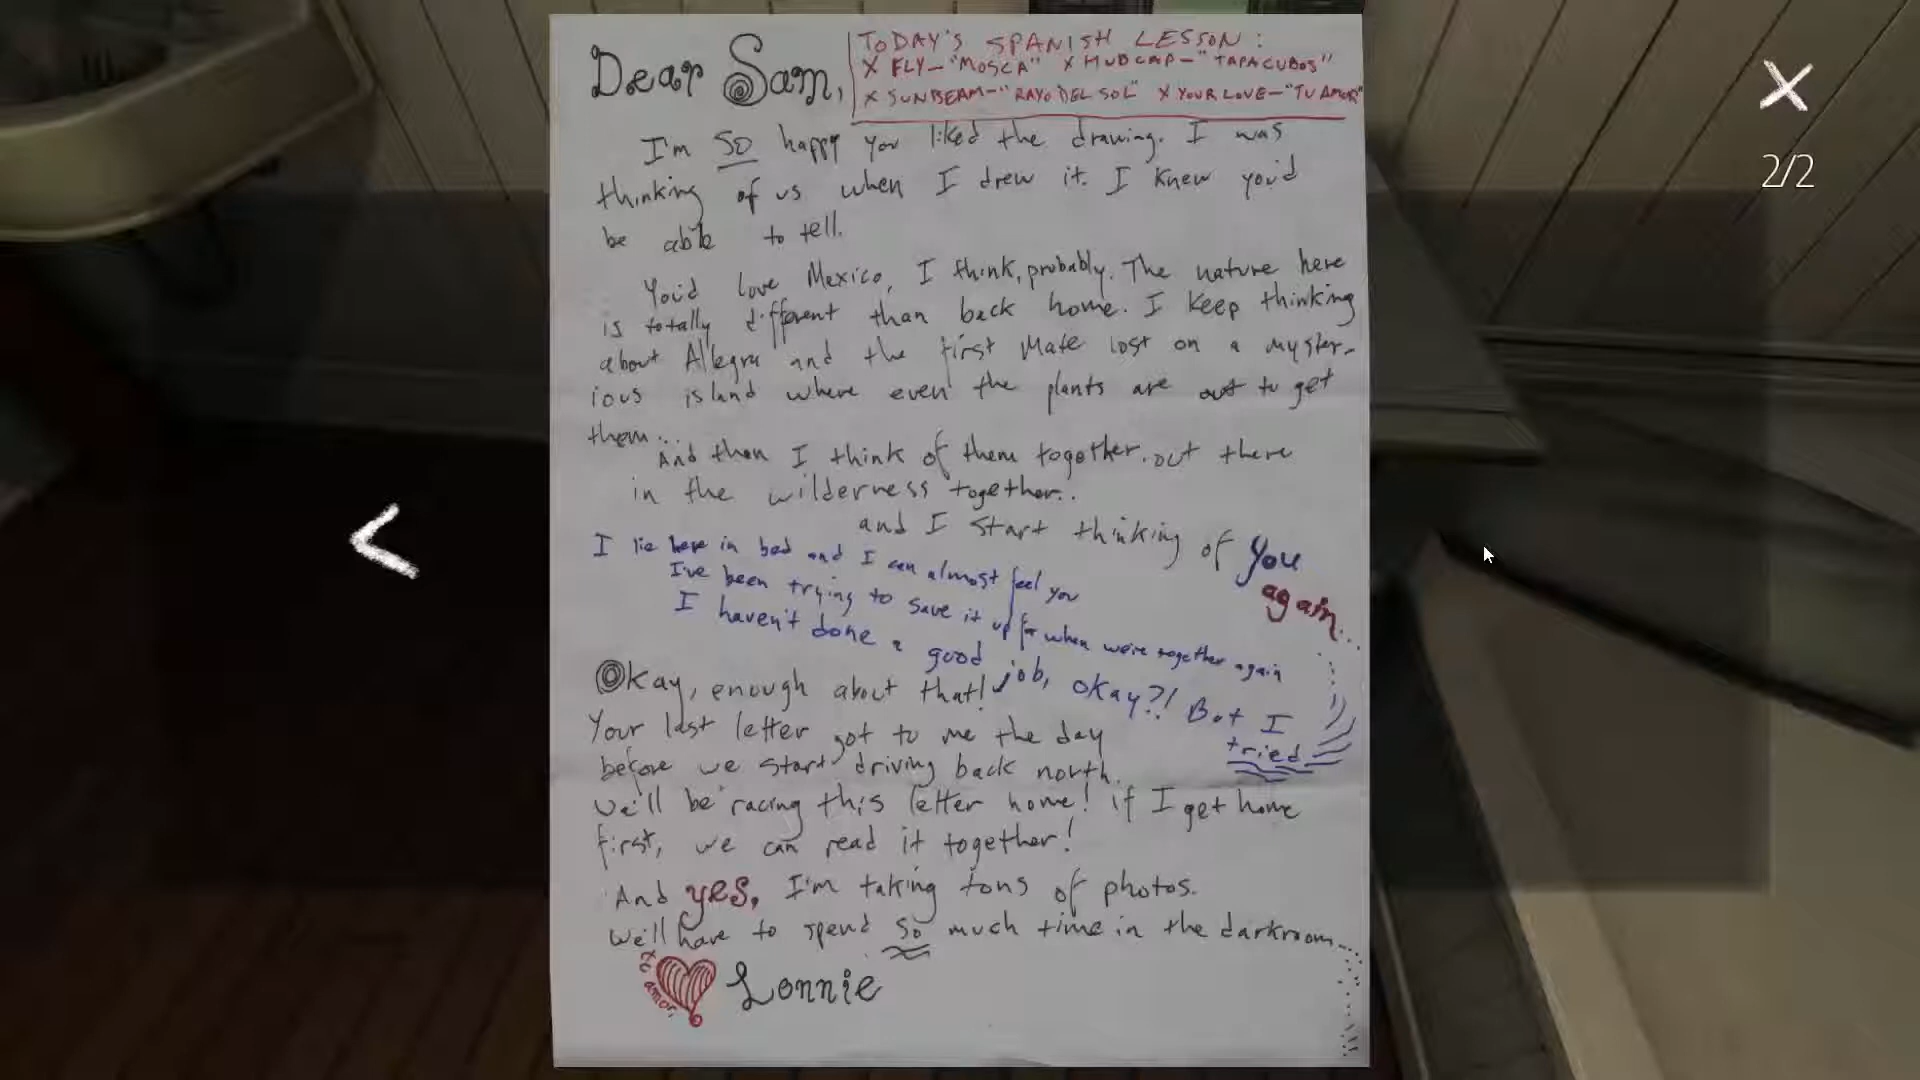 Dear Sam,
TODAY'S SPANISH LESSON:
X FLY - "MOSCA" X HUBCAP - "TAPACUBOS"
X SUNBEAM - "RAYO DEL SOL" X YOUR LOVE - "TU AMOR"
I'm SO happy you liked the drawing. I was
thinking of us when I drew it. I knew you'd
be able to tell.
You'd love Mexico, I think, probably. The nature here
is totally different than back home. I keep thinking
about Allegra and the first Mate lost on a myster-
ious island where even the plants are out to get
them...
And then I think of them together. out there
in the wilderness together..
and I start thinking of you
again...
I lie here in bed and I can almost feel you
I've been trying to save it up for when we're together again
I haven't done a good job, okay?! But I
tried
Okay, enough about that!
Your last letter got to me the day
before we start driving back north.
We'll be racing this letter home! if I get home
first, we can read it together!
And yes, I'm taking tons of photos.
We'll have to spend so much time in the darkroom...
tu amor,
Lonnie
2/2